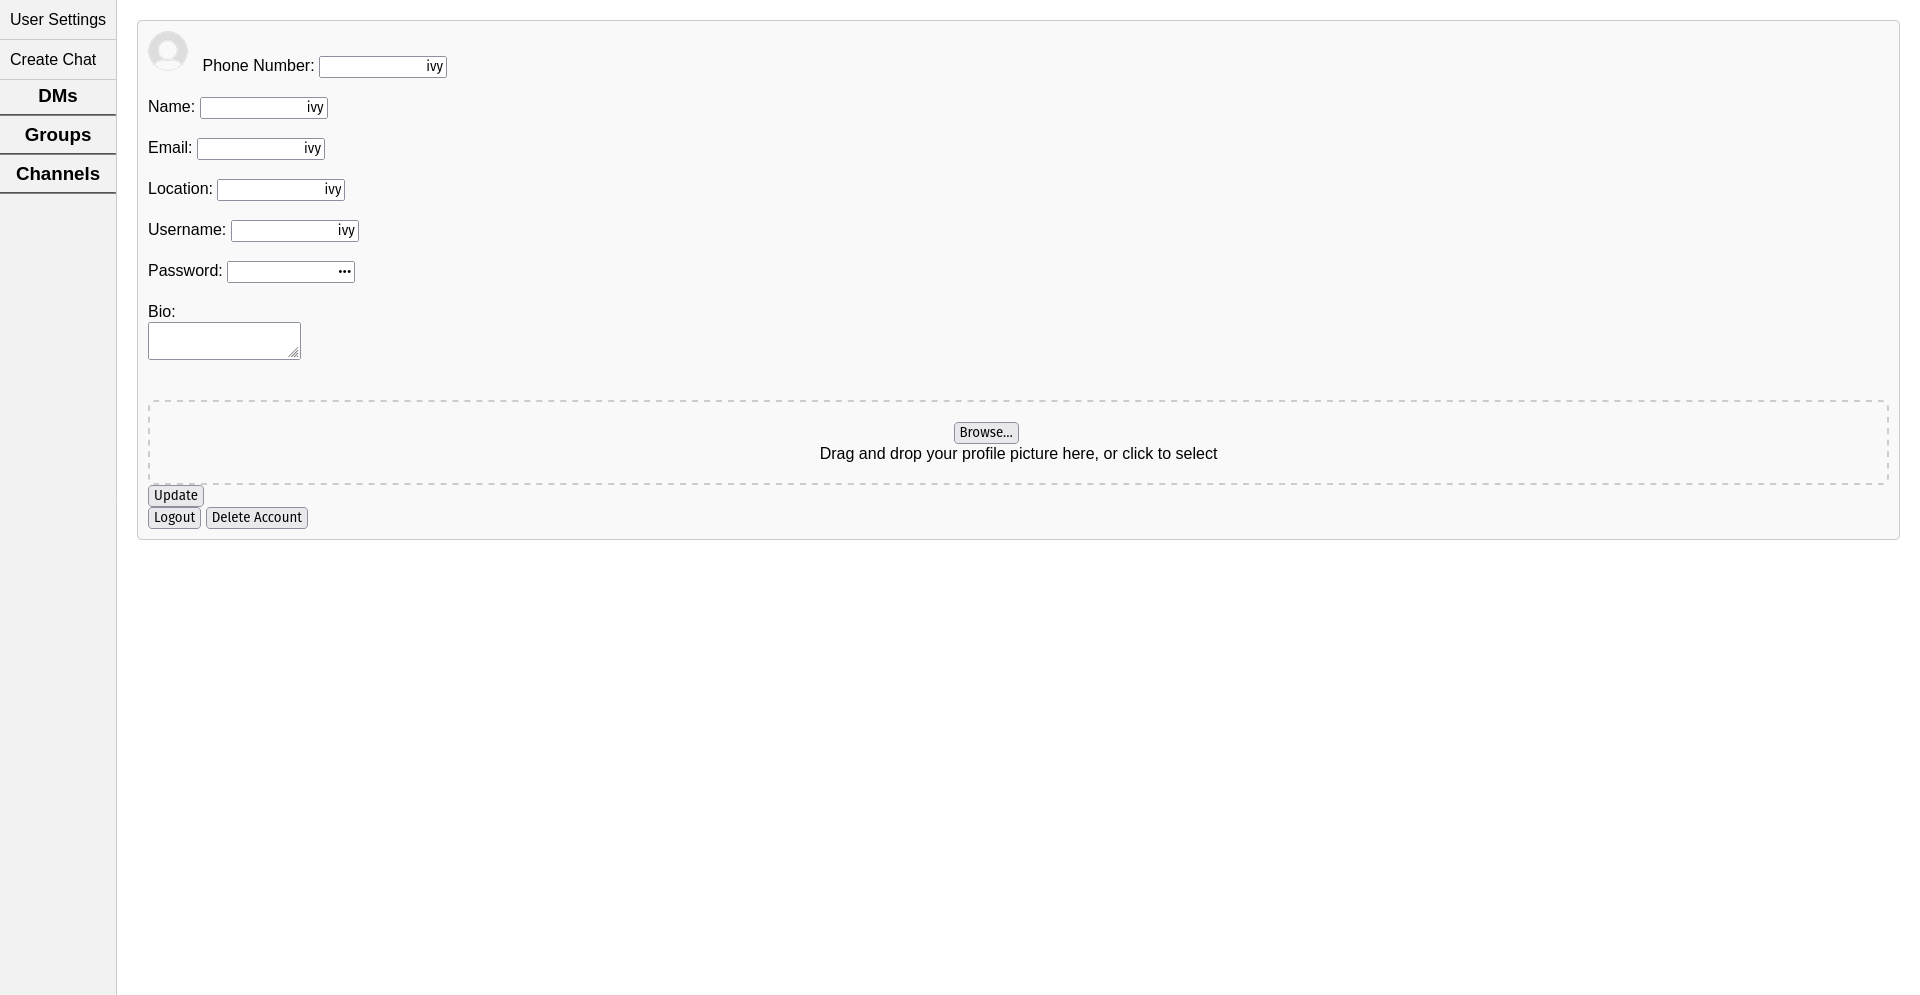 User Settings
Create Chat
DMs
Groups
Channels
Phone Number: ivy
Name: ivy
Email: ivy
Location: ivy
Username: ivy
Password: •••
Bio:
Browse...
Drag and drop your profile picture here, or click to select
Update
Logout Delete Account